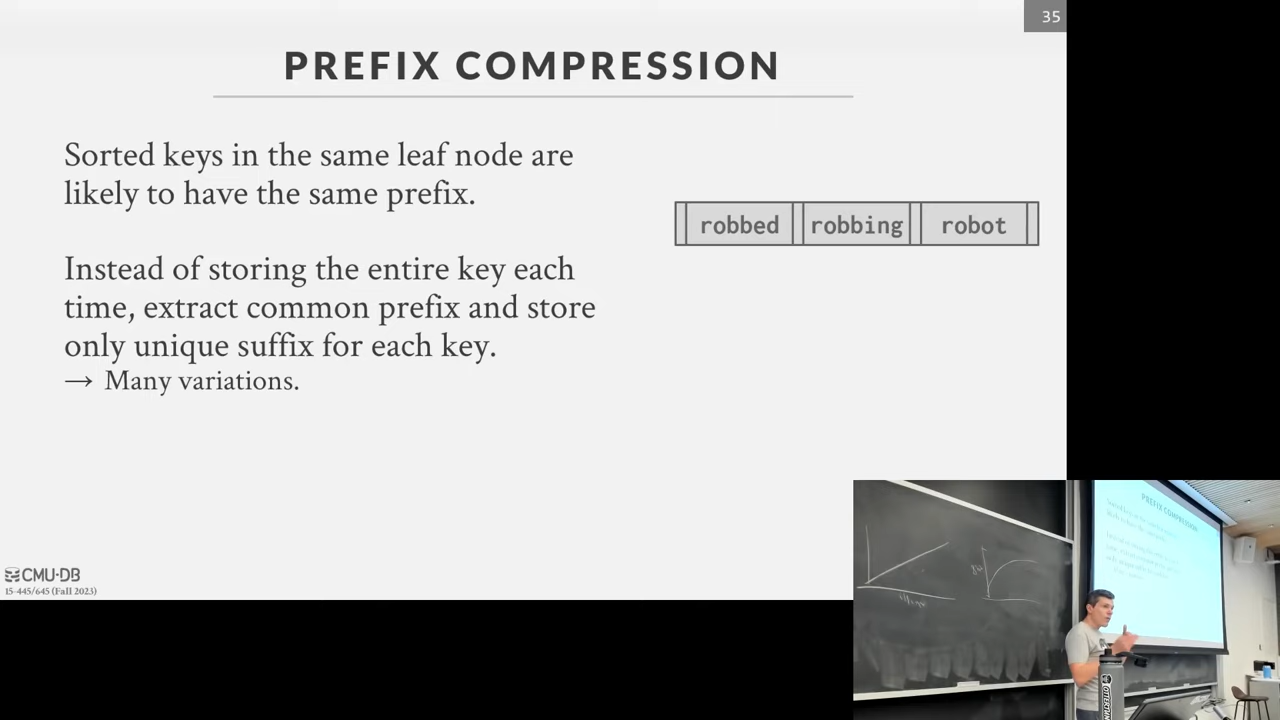 35
PREFIX COMPRESSION
Sorted keys in the same leaf node are
likely to have the same prefix.
robbed robbing robot
Instead of storing the entire key each
time, extract common prefix and store
only unique suffix for each key.
→ Many variations.
CMU·DB
15-445/645 (Fall 2023)
PREFIX COMPRESSION